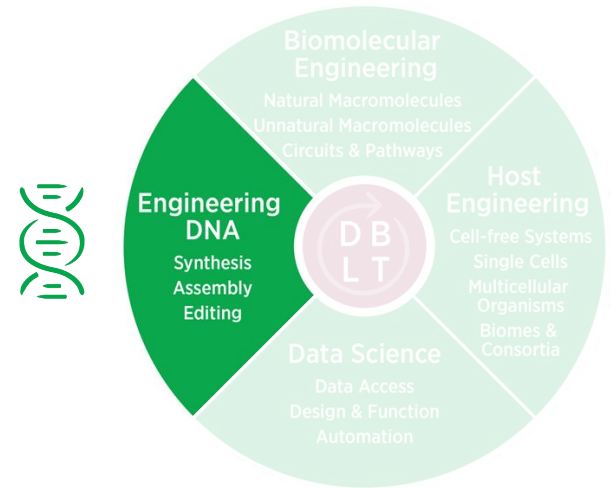 Biomolecular
Engineering
Natural Macromolecules
Unnatural Macromolecules
Circuits & Pathways
Engineering
DNA
Synthesis
Assembly
Editing
D B
L T
Host
Engineering
Cell-free Systems
Single Cells
Multicellular
Organisms
Biomes &
Consortia
Data Science
Data Access
Design & Function
Automation